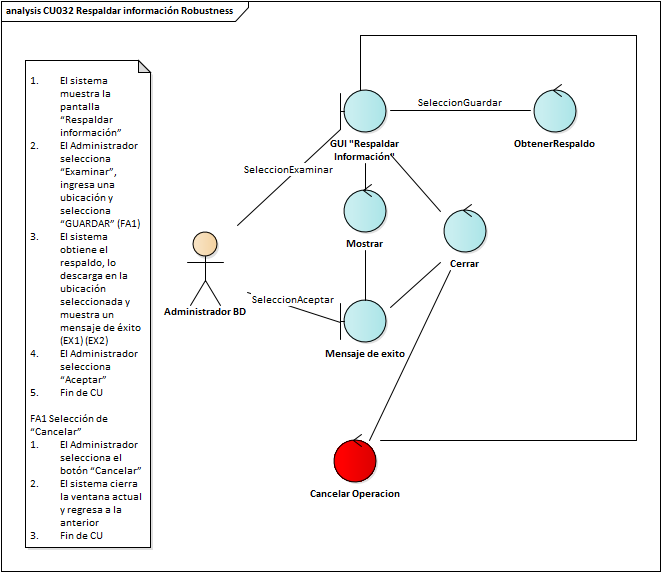 analysis CU032 Respaldar información Robustness
1. El sistema
muestra la
pantalla
“Respaldar
información”
2. El Administrador
selecciona
“Examinar”,
ingresa una
ubicación y
selecciona
“GUARDAR” (FA1)
3. El sistema
obtiene el
respaldo, lo
descarga en la
ubicación
seleccionada y
muestra un
mensaje de éxito
(EX1) (EX2)
4. El Administrador
selecciona
“Aceptar”
5. Fin de CU
FA1 Selección de
“Cancelar”
1. El Administrador
selecciona el
botón “Cancelar”
2. El sistema cierra
la ventana actual
y regresa a la
anterior
3. Fin de CU
SeleccionGuardar
GUI "Respaldar
Información"
ObtenerRespaldo
SeleccionExaminar
Mostrar
Cerrar
Administrador BD
SeleccionAceptar
Mensaje de exito
Cancelar Operacion